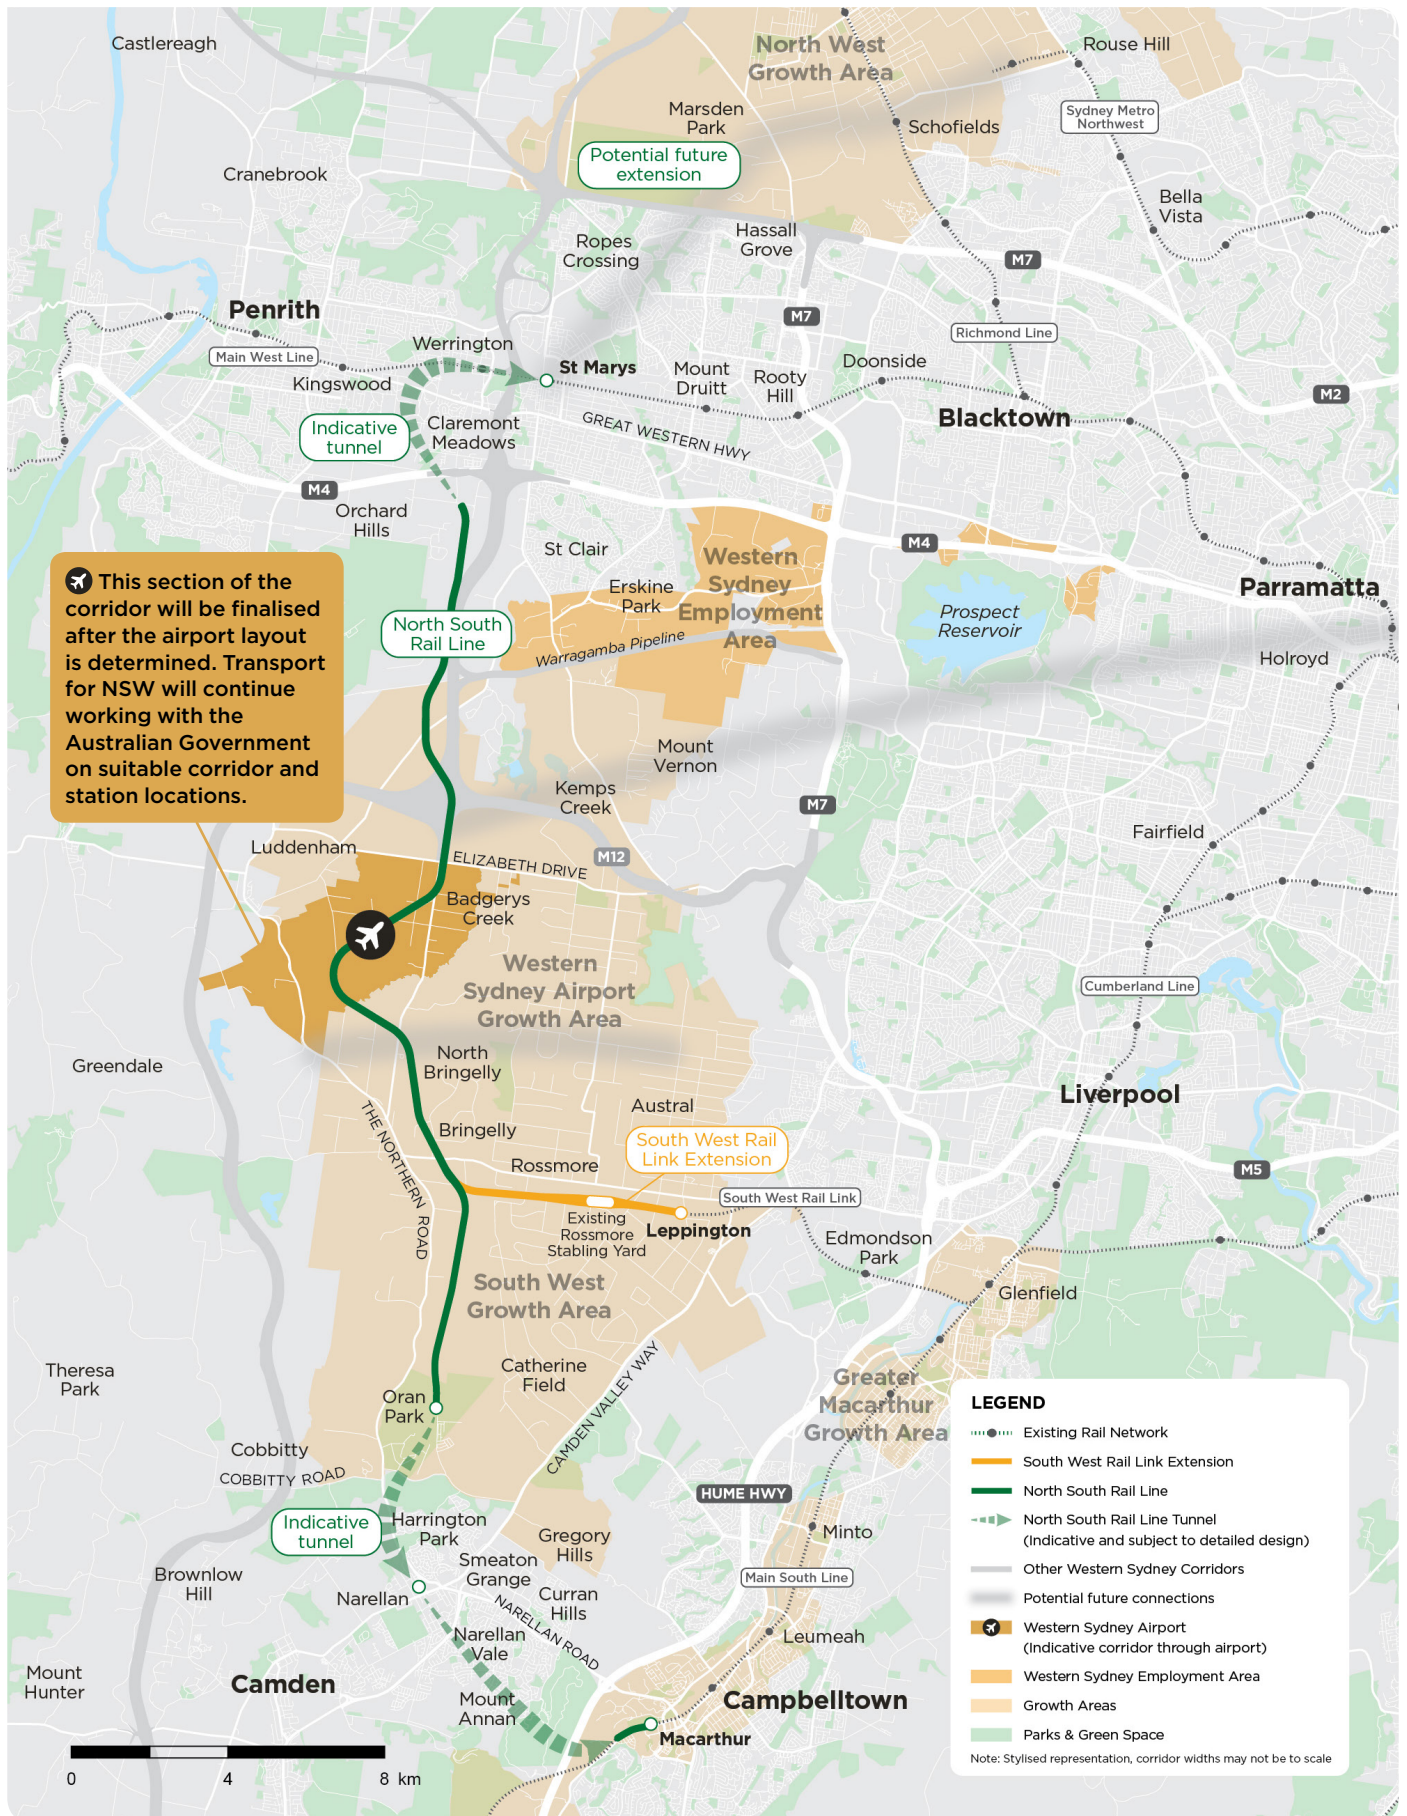 Castlereagh
North West
Growth Area
Rouse Hill
Marsden
Park
Sydney Metro
Northwest
Schofields
Potential future
extension
Cranebrook
Bella
Vista
Ropes
Crossing
Hassall
Grove
M7
Penrith
M7
Richmond Line
Werrington
Main West Line
Kingswood
St Marys
Mount
Druitt
Rooty
Hill
Doonside
M2
Blacktown
Indicative
tunnel
Claremont
Meadows
GREAT WESTERN HWY
M4
Orchard
Hills
St Clair
Western
Sydney
Employment
Area
M4
Erskine
Park
Parramatta
Prospect
Reservoir
North South
Rail Line
Warragamba Pipeline
Holroyd
This section of the
corridor will be finalised
after the airport layout
is determined. Transport
for NSW will continue
working with the
Australian Government
on suitable corridor and
station locations.
Mount
Vernon
Kemps
Creek
M7
Fairfield
Luddenham
ELIZABETH DRIVE
M12
Badgerys
Creek
Western
Sydney Airport
Growth Area
Cumberland Line
Greendale
North
Bringelly
Liverpool
Austral
THE NORTHERN ROAD
Bringelly
South West Rail
Link Extension
Rossmore
M5
South West Rail Link
Existing
Rossmore
Stabling Yard
Leppington
Edmondson
Park
South West
Growth Area
Glenfield
Theresa
Park
Catherine
Field
CAMDEN VALLEY WAY
Greater
Macarthur
Growth Area
Oran
Park
Cobbitty
COBBITTY ROAD
HUME HWY
Indicative
tunnel
Harrington
Park
Gregory
Hills
Minto
Smeaton
Grange
Brownlow
Hill
Narellan
Curran
Hills
Main South Line
NARELLAN ROAD
Narellan
Vale
Leumeah
Mount
Hunter
Camden
Mount
Annan
Campbelltown
Macarthur
0 4 8 km
LEGEND
Existing Rail Network
South West Rail Link Extension
North South Rail Line
North South Rail Line Tunnel
(Indicative and subject to detailed design)
Other Western Sydney Corridors
Potential future connections
Western Sydney Airport
(Indicative corridor through airport)
Western Sydney Employment Area
Growth Areas
Parks & Green Space
Note: Stylised representation, corridor widths may not be to scale